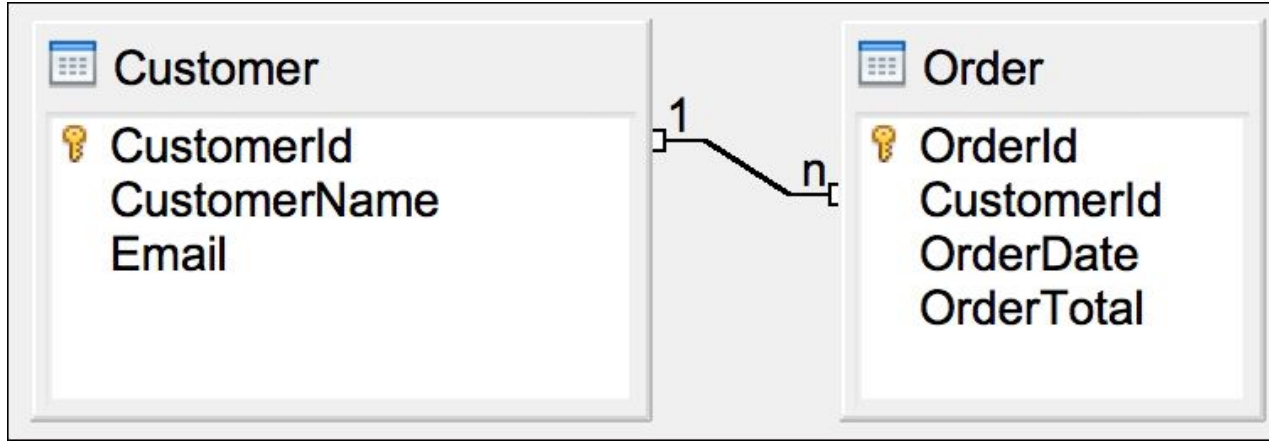 Customer
CustomerId
CustomerName
Email
1
n
Order
OrderId
CustomerId
OrderDate
OrderTotal